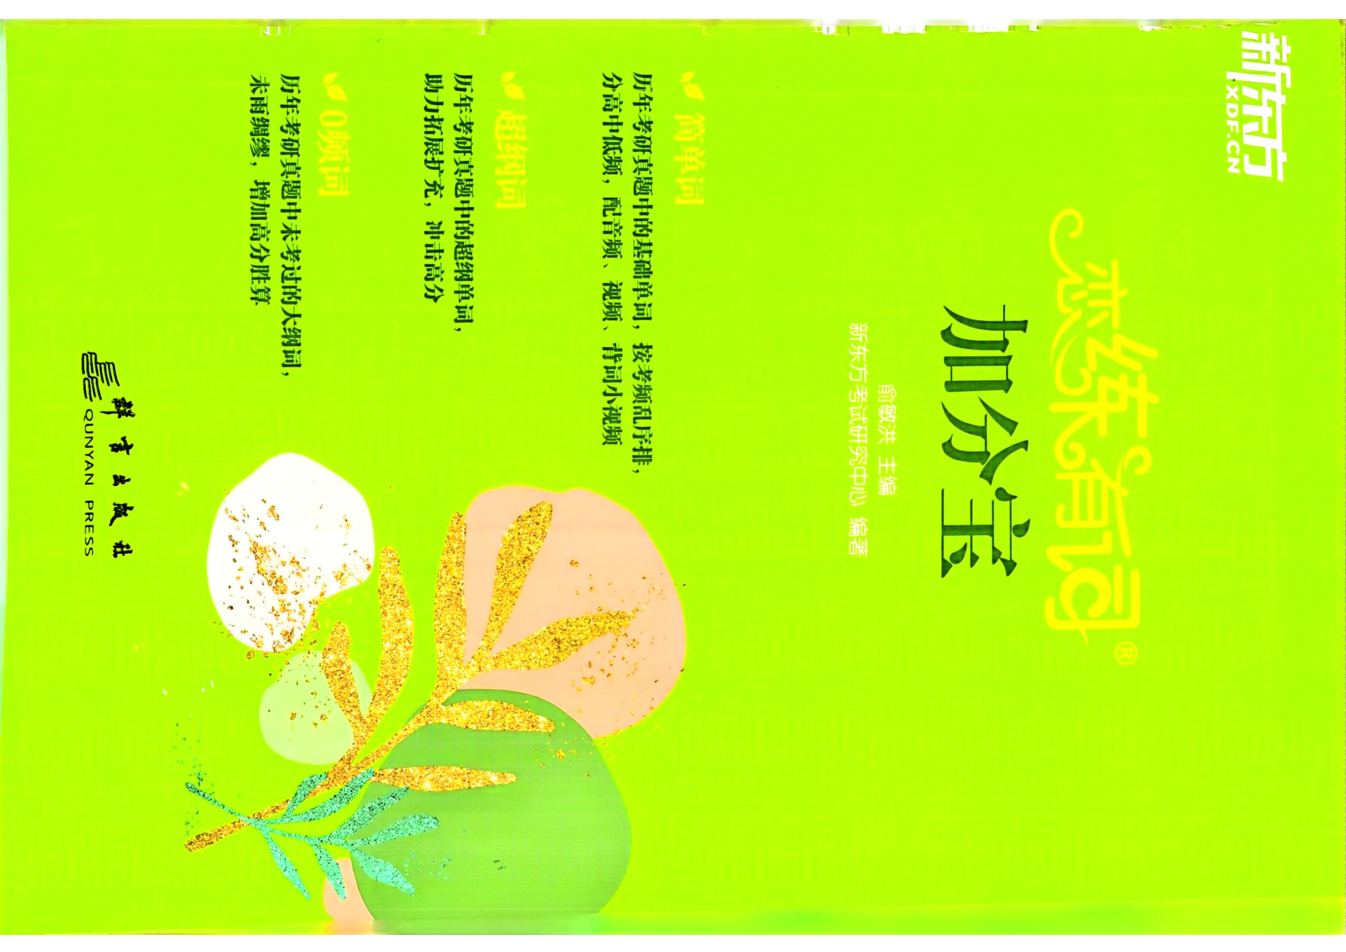 新东方
XDF.CN
恋练有词®
加分宝
俞敏洪 主编
新东方考试研究中心 编著
简单词
历年考研真题中的基础单词，按考频乱序排，
分高中低频，配音频、视频、背词小视频
超纲词
历年考研真题中的超纲单词，
助力拓展扩充，冲击高分
0频词
历年考研真题中未考过的大纲词，
未雨绸缪，增加高分胜算
群言出版社
QUNYAN PRESS